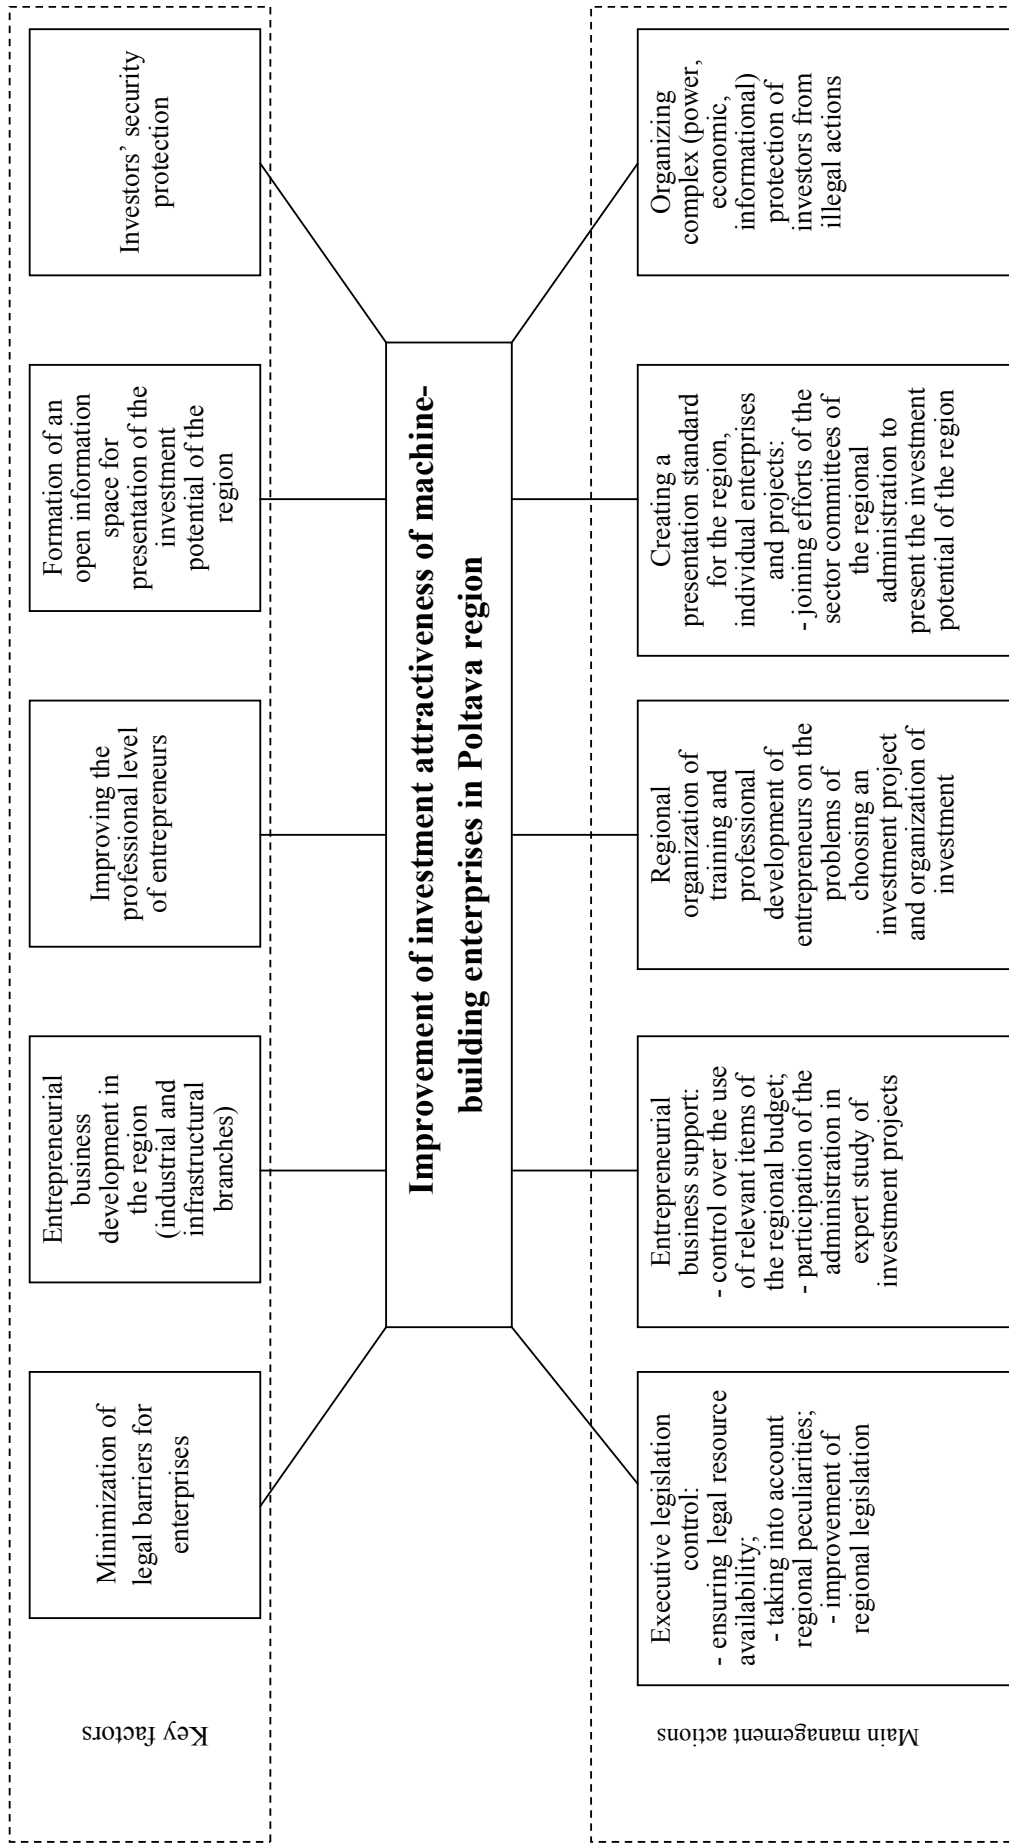 Key factors
Minimization of
legal barriers for
enterprises
Entrepreneurial
business
development in
the region
(industrial and
infrastructural
branches)
Improving the
professional level
of entrepreneurs
Formation of an
open information
space for
presentation of the
investment
potential of the
region
Investors’ security
protection
Improvement of investment attractiveness of machine-
building enterprises in Poltava region
Main management actions
Executive legislation
control:
- ensuring legal resource
availability;
- taking into account
regional peculiarities;
- improvement of
regional legislation
Entrepreneurial
business support:
- control over the use
of relevant items of
the regional budget;
- participation of the
administration in
expert study of
investment projects
Regional
organization of
training and
professional
development of
entrepreneurs on the
problems of
choosing an
investment project
and organization of
investment
Creating a
presentation standard
for the region,
individual enterprises
and projects:
- joining efforts of the
sector committees of
the regional
administration to
present the investment
potential of the region
Organizing
complex (power,
economic,
informational)
protection of
investors from
illegal actions